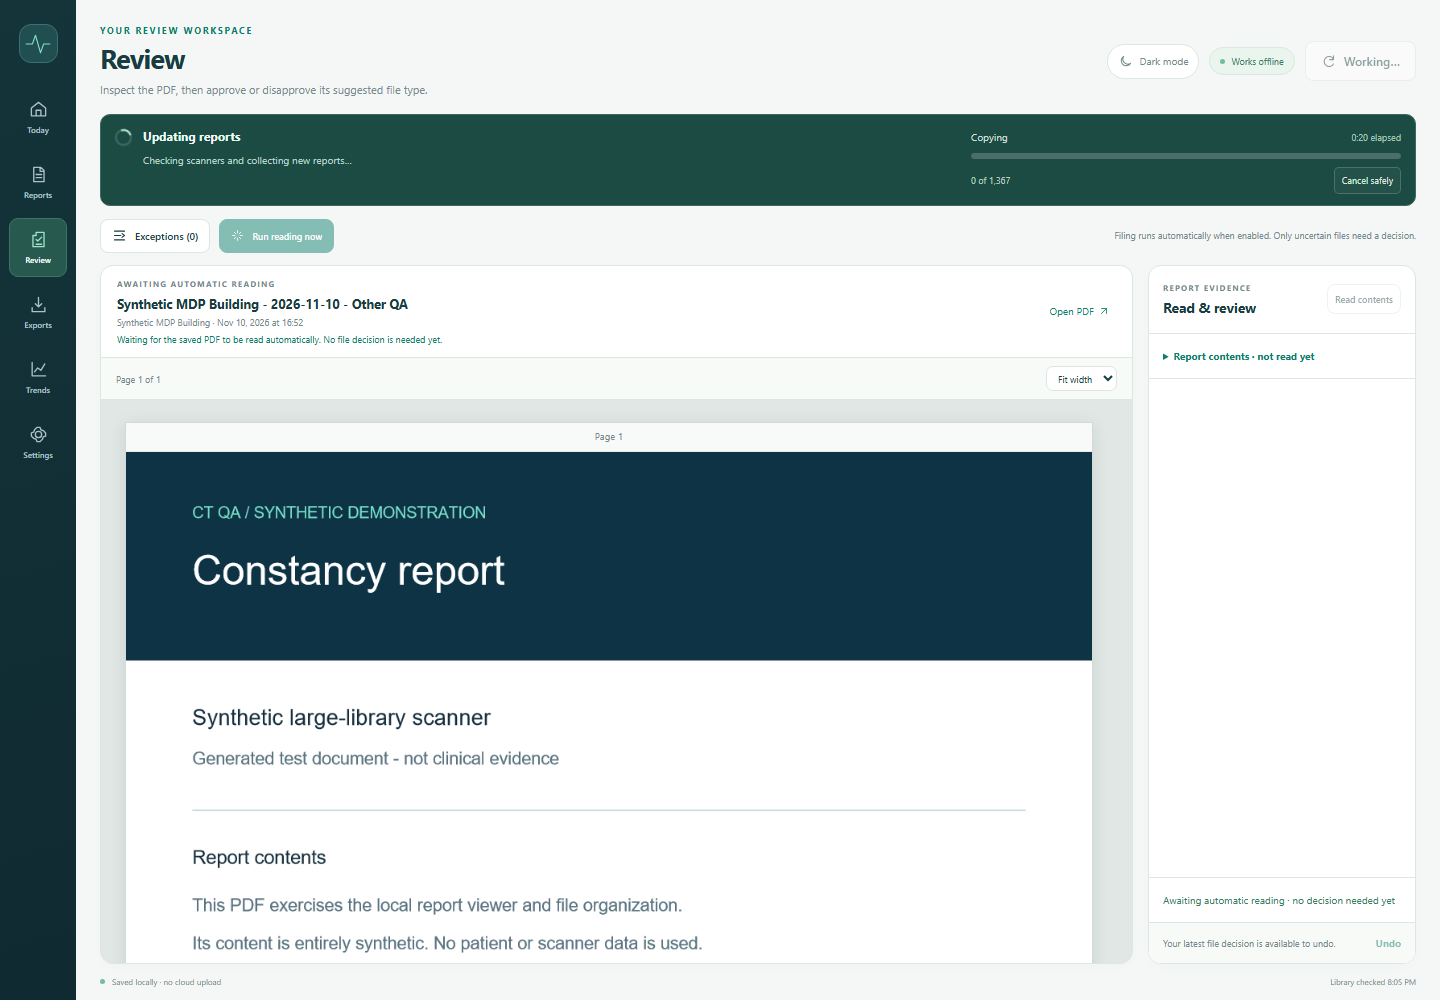 YOUR REVIEW WORKSPACE
Review
Inspect the PDF, then approve or disapprove its suggested file type.
Dark mode
Works offline
Working...
Today
Reports
Review
Exports
Trends
Settings
Updating reports
Checking scanners and collecting new reports...
Copying
0:20 elapsed
0 of 1,367
Cancel safely
Exceptions (0)
Run reading now
Filing runs automatically when enabled. Only uncertain files need a decision.
AWAITING AUTOMATIC READING
Synthetic MDP Building - 2026-11-10 - Other QA
Synthetic MDP Building · Nov 10, 2026 at 16:52
Waiting for the saved PDF to be read automatically. No file decision is needed yet.
Open PDF
Page 1 of 1
Fit width
Page 1
CT QA / SYNTHETIC DEMONSTRATION
Constancy report
Synthetic large-library scanner
Generated test document - not clinical evidence
Report contents
This PDF exercises the local report viewer and file organization.
Its content is entirely synthetic. No patient or scanner data is used.
REPORT EVIDENCE
Read & review
Read contents
Report contents · not read yet
Awaiting automatic reading · no decision needed yet
Your latest file decision is available to undo.
Undo
Saved locally · no cloud upload
Library checked 8:05 PM